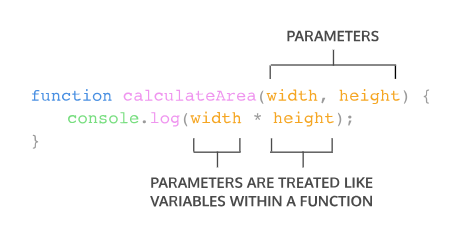 PARAMETERS
function calculateArea(width, height) {
    console.log(width * height);
}
PARAMETERS ARE TREATED LIKE
VARIABLES WITHIN A FUNCTION